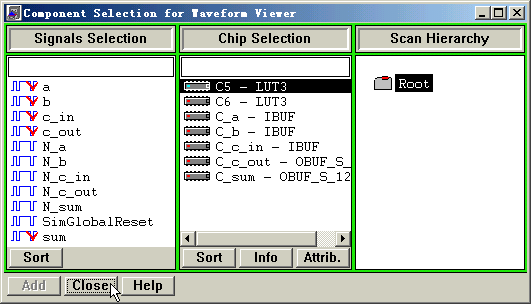 Component Selection for Waveform Viewer
Signals Selection
Chip Selection
Scan Hierarchy
a
b
c_in
c_out
N_a
N_b
N_c_in
N_c_out
N_sum
SimGlobalReset
sum
C5 - LUT3
C6 - LUT3
C_a - IBUF
C_b - IBUF
C_c_in - IBUF
C_c_out - OBUF_S_
C_sum - OBUF_S_12
Root
Sort
Sort
Info
Attrib.
Add
Close
Help